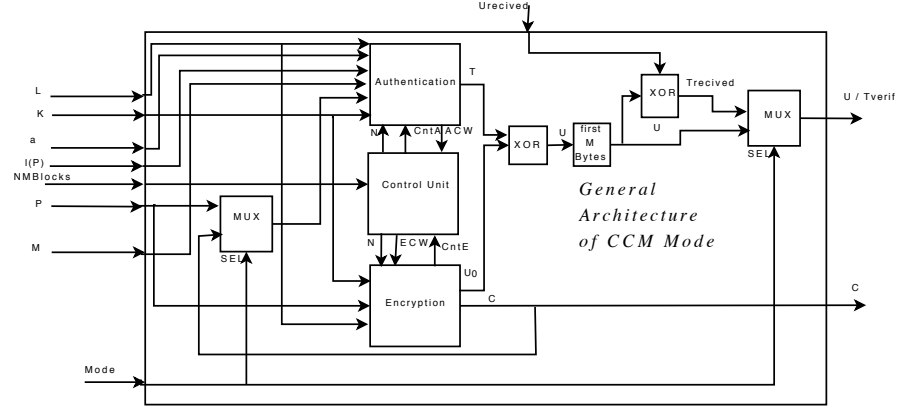 Urecived
L
K
a
l(P)
NMBlocks
P
M
Mode
Authentication
N
CntA
ACW
Control Unit
N
ECW
CntE
Encryption
MUX
SEL
T
U0
C
XOR
U
first
M
Bytes
XOR
U
Trecived
MUX
SEL
U / Tverif
C
General
Architecture
of CCM Mode